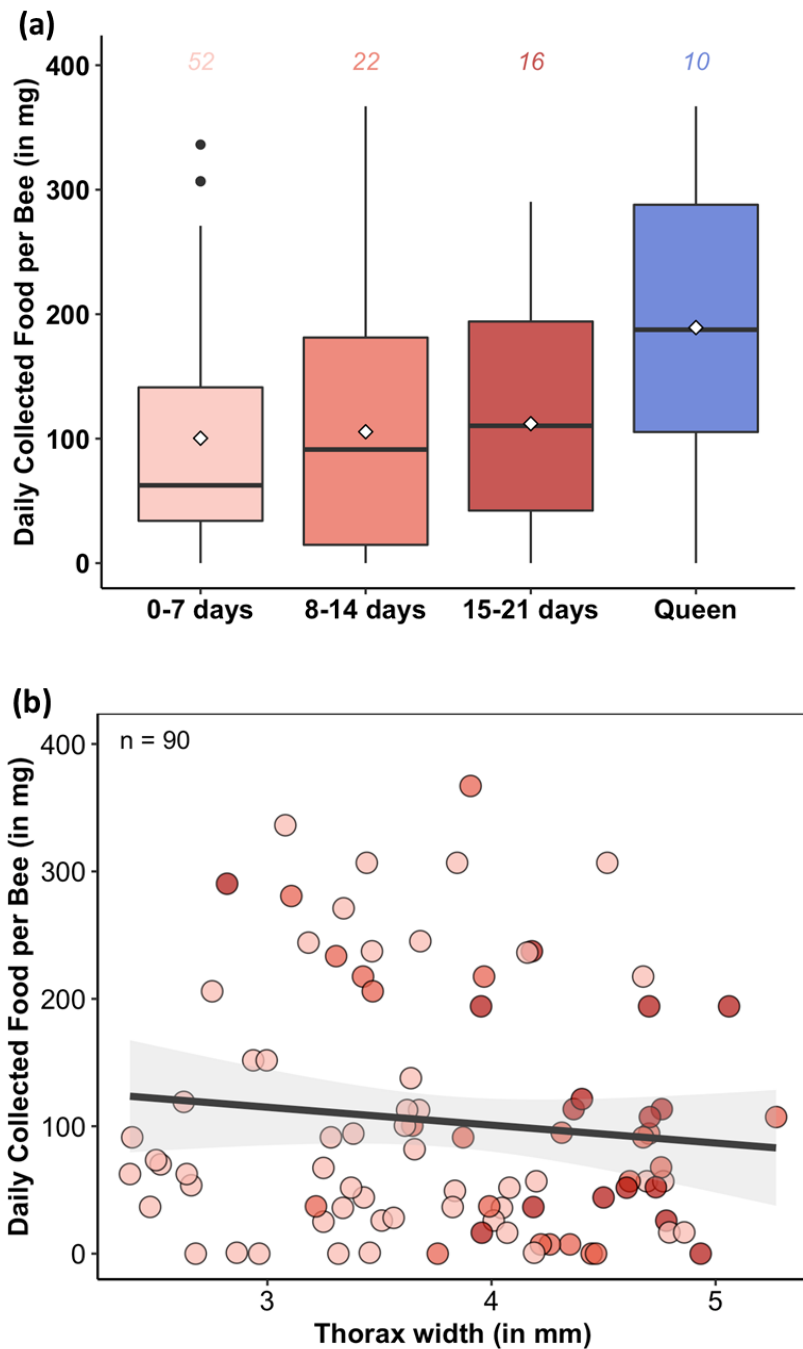 (a)
Daily Collected Food per Bee (in mg)
400
300
200
100
0
52 22 16 10
0-7 days 8-14 days 15-21 days Queen
(b)
Daily Collected Food per Bee (in mg)
n = 90
400
300
200
100
0
3 4 5
Thorax width (in mm)